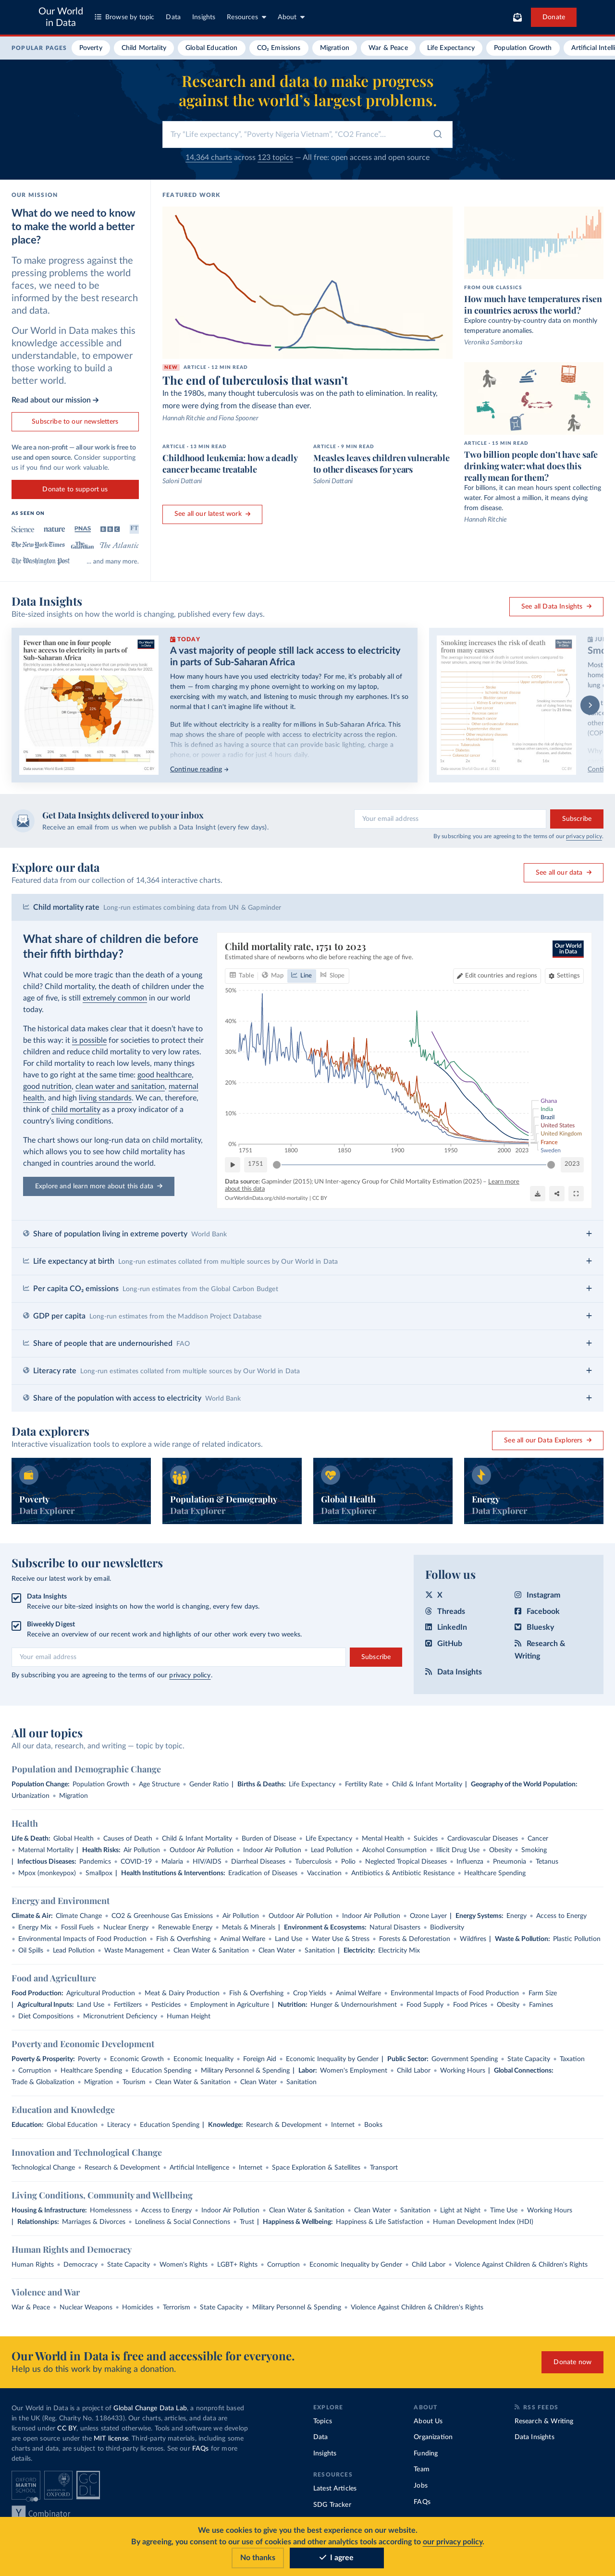 Our World
in Data
Browse by topic
Data
Insights
Resources
About
Donate
POPULAR PAGES
Poverty
Child Mortality
Global Education
CO₂ Emissions
Migration
War & Peace
Life Expectancy
Population Growth
Research and data to make progress
against the world's largest problems.
Try "Life expectancy", "Poverty Nigeria Vietnam", "CO2 France"...
14,364 charts across 123 topics — All free: open access and open source
OUR MISSION
What do we need to know
to make the world a better
place?
To make progress against the
pressing problems the world
faces, we need to be
informed by the best research
and data.
Our World in Data makes this
knowledge accessible and
understandable, to empower
those working to build a
better world.
Read about our mission →
Subscribe to our newsletters
We are a non-profit — all our work is free to
use and open source. Consider supporting
us if you find our work valuable.
Donate to support us
AS SEEN ON
Science
nature
PNAS
BBC
FT
The New York Times
The Guardian
The Atlantic
The Washington Post
... and many more.
FEATURED WORK
NEW ARTICLE • 12 MIN READ
The end of tuberculosis that wasn't
In the 1980s, many thought tuberculosis was on the path to elimination. In reality,
more were dying from the disease than ever.
Hannah Ritchie and Fiona Spooner
ARTICLE • 13 MIN READ
Childhood leukemia: how a deadly
cancer became treatable
Saloni Dattani
ARTICLE • 9 MIN READ
Measles leaves children vulnerable
to other diseases for years
Saloni Dattani
See all our latest work →
FROM OUR CLASSICS
How much have temperatures risen
in countries across the world?
Explore country-by-country data on monthly
temperature anomalies.
Veronika Samborska
ARTICLE • 15 MIN READ
Two billion people don't have safe
drinking water: what does this
really mean for them?
For billions, it can mean hours spent collecting
water. For almost a million, it means dying
from disease.
Hannah Ritchie
Data Insights
Bite-sized insights on how the world is changing, published every few days.
See all Data Insights →
Fewer than one in four people
have access to electricity in parts of
Sub-Saharan Africa
TODAY
A vast majority of people still lack access to electricity
in parts of Sub-Saharan Africa
How many hours have you used electricity today? For me, it's probably all of
them — from charging my phone overnight to working on my laptop,
exercising with my watch, and listening to music through my earphones. It's so
normal that I can't imagine life without it.
But life without electricity is a reality for millions in Sub-Saharan Africa. This
map shows the share of people with access to electricity across the region.
This is defined as having a source that can provide basic lighting, charge a
phone, or power a radio for just 4 hours daily.
Continue reading →
Smoking increases the risk of death
from many causes
Get Data Insights delivered to your inbox
Receive an email from us when we publish a Data Insight (every few days).
Your email address
Subscribe
By subscribing you are agreeing to the terms of our privacy policy.
Explore our data
Featured data from our collection of 14,364 interactive charts.
See all our data →
Child mortality rate Long-run estimates combining data from UN & Gapminder
What share of children die before
their fifth birthday?
What could be more tragic than the death of a young
child? Child mortality, the death of children under the
age of five, is still extremely common in our world
today.
The historical data makes clear that it doesn't have to
be this way: it is possible for societies to protect their
children and reduce child mortality to very low rates.
For child mortality to reach low levels, many things
have to go right at the same time: good healthcare,
good nutrition, clean water and sanitation, maternal
health, and high living standards. We can, therefore,
think of child mortality as a proxy indicator of a
country's living conditions.
The chart shows our long-run data on child mortality,
which allows you to see how child mortality has
changed in countries around the world.
Explore and learn more about this data →
Child mortality rate, 1751 to 2023
Estimated share of newborns who die before reaching the age of five.
Our World
in Data
Table
Map
Line
Slope
Edit countries and regions
Settings
50%
40%
30%
20%
10%
0%
1751
1800
1850
1900
1950
2000
2023
Ghana
India
Brazil
United States
United Kingdom
France
Sweden
1751
2023
Data source: Gapminder (2015); UN Inter-agency Group for Child Mortality Estimation (2025) – Learn more
about this data
OurWorldinData.org/child-mortality | CC BY
Share of population living in extreme poverty World Bank
Life expectancy at birth Long-run estimates collated from multiple sources by Our World in Data
Per capita CO₂ emissions Long-run estimates from the Global Carbon Budget
GDP per capita Long-run estimates from the Maddison Project Database
Share of people that are undernourished FAO
Literacy rate Long-run estimates collated from multiple sources by Our World in Data
Share of the population with access to electricity World Bank
Data explorers
Interactive visualization tools to explore a wide range of related indicators.
See all our Data Explorers →
Poverty
Data Explorer
Population & Demography
Data Explorer
Global Health
Data Explorer
Energy
Data Explorer
Subscribe to our newsletters
Receive our latest work by email.
Data Insights
Receive our bite-sized insights on how the world is changing, every few days.
Biweekly Digest
Receive an overview of our recent work and highlights of our other work every two weeks.
Your email address
Subscribe
By subscribing you are agreeing to the terms of our privacy policy.
Follow us
X
Instagram
Threads
Facebook
LinkedIn
Bluesky
GitHub
Research &
Writing
Data Insights
All our topics
All our data, research, and writing — topic by topic.
Population and Demographic Change
Population Change: Population Growth • Age Structure • Gender Ratio | Births & Deaths: Life Expectancy • Fertility Rate • Child & Infant Mortality | Geography of the World Population:
Urbanization • Migration
Health
Life & Death: Global Health • Causes of Death • Child & Infant Mortality • Burden of Disease • Life Expectancy • Mental Health • Suicides • Cardiovascular Diseases • Cancer
• Maternal Mortality | Health Risks: Air Pollution • Outdoor Air Pollution • Indoor Air Pollution • Lead Pollution • Alcohol Consumption • Illicit Drug Use • Obesity • Smoking
| Infectious Diseases: Pandemics • COVID-19 • Malaria • HIV/AIDS • Diarrheal Diseases • Tuberculosis • Polio • Neglected Tropical Diseases • Influenza • Pneumonia • Tetanus
• Mpox (monkeypox) • Smallpox | Health Institutions & Interventions: Eradication of Diseases • Vaccination • Antibiotics & Antibiotic Resistance • Healthcare Spending
Energy and Environment
Climate & Air: Climate Change • CO2 & Greenhouse Gas Emissions • Air Pollution • Outdoor Air Pollution • Indoor Air Pollution • Ozone Layer | Energy Systems: Energy • Access to Energy
• Energy Mix • Fossil Fuels • Nuclear Energy • Renewable Energy • Metals & Minerals | Environment & Ecosystems: Natural Disasters • Biodiversity
• Environmental Impacts of Food Production • Fish & Overfishing • Animal Welfare • Land Use • Water Use & Stress • Forests & Deforestation • Wildfires | Waste & Pollution: Plastic Pollution
• Oil Spills • Lead Pollution • Waste Management • Clean Water & Sanitation • Clean Water • Sanitation | Electricity: Electricity Mix
Food and Agriculture
Food Production: Agricultural Production • Meat & Dairy Production • Fish & Overfishing • Crop Yields • Animal Welfare • Environmental Impacts of Food Production • Farm Size
| Agricultural Inputs: Land Use • Fertilizers • Pesticides • Employment in Agriculture | Nutrition: Hunger & Undernourishment • Food Supply • Food Prices • Obesity • Famines
• Diet Compositions • Micronutrient Deficiency • Human Height
Poverty and Economic Development
Poverty & Prosperity: Poverty • Economic Growth • Economic Inequality • Foreign Aid • Economic Inequality by Gender | Public Sector: Government Spending • State Capacity • Taxation
• Corruption • Healthcare Spending • Education Spending • Military Personnel & Spending | Labor: Women's Employment • Child Labor • Working Hours | Global Connections:
Trade & Globalization • Migration • Tourism • Clean Water & Sanitation • Clean Water • Sanitation
Education and Knowledge
Education: Global Education • Literacy • Education Spending | Knowledge: Research & Development • Internet • Books
Innovation and Technological Change
Technological Change • Research & Development • Artificial Intelligence • Internet • Space Exploration & Satellites • Transport
Living Conditions, Community and Wellbeing
Housing & Infrastructure: Homelessness • Access to Energy • Indoor Air Pollution • Clean Water & Sanitation • Clean Water • Sanitation • Light at Night • Time Use • Working Hours
| Relationships: Marriages & Divorces • Loneliness & Social Connections • Trust | Happiness & Wellbeing: Happiness & Life Satisfaction • Human Development Index (HDI)
Human Rights and Democracy
Human Rights • Democracy • State Capacity • Women's Rights • LGBT+ Rights • Corruption • Economic Inequality by Gender • Child Labor • Violence Against Children & Children's Rights
Violence and War
War & Peace • Nuclear Weapons • Homicides • Terrorism • State Capacity • Military Personnel & Spending • Violence Against Children & Children's Rights
Our World in Data is free and accessible for everyone.
Help us do this work by making a donation.
Donate now
Our World in Data is a project of Global Change Data Lab, a nonprofit based
in the UK (Reg. Charity No. 1186433). Our charts, articles, and data are
licensed under CC BY, unless stated otherwise. Tools and software we develop
are open source under the MIT license. Third-party materials, including some
charts and data, are subject to third-party licenses. See our FAQs for more
details.
OXFORD
MARTIN
SCHOOL
UNIVERSITY OF
OXFORD
GC
DL
Y Combinator
EXPLORE
Topics
Data
Insights
RESOURCES
Latest Articles
SDG Tracker
ABOUT
About Us
Organization
Funding
Team
Jobs
FAQs
RSS FEEDS
Research & Writing
Data Insights
We use cookies to give you the best experience on our website.
By agreeing, you consent to our use of cookies and other analytics tools according to our privacy policy.
No thanks
I agree